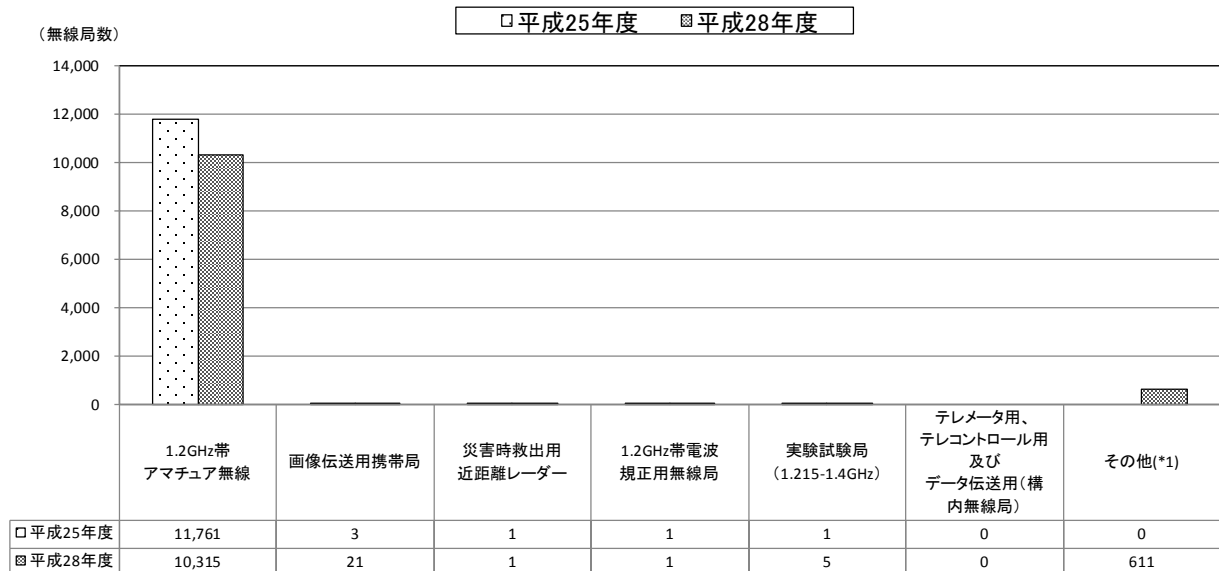 □平成25年度 ▩平成28年度
（無線局数）
14,000
12,000
10,000
8,000
6,000
4,000
2,000
0
1.2GHz帯
アマチュア無線
画像伝送用携帯局
災害時救出用
近距離レーダー
1.2GHz帯電波
規正用無線局
実験試験局
（1.215-1.4GHz）
テレメータ用、
テレコントロール用
及び
データ伝送用（構
内無線局）
その他(*1)
□平成25年度 11,761 3 1 1 1 0 0
▩平成28年度 10,315 21 1 1 5 0 611